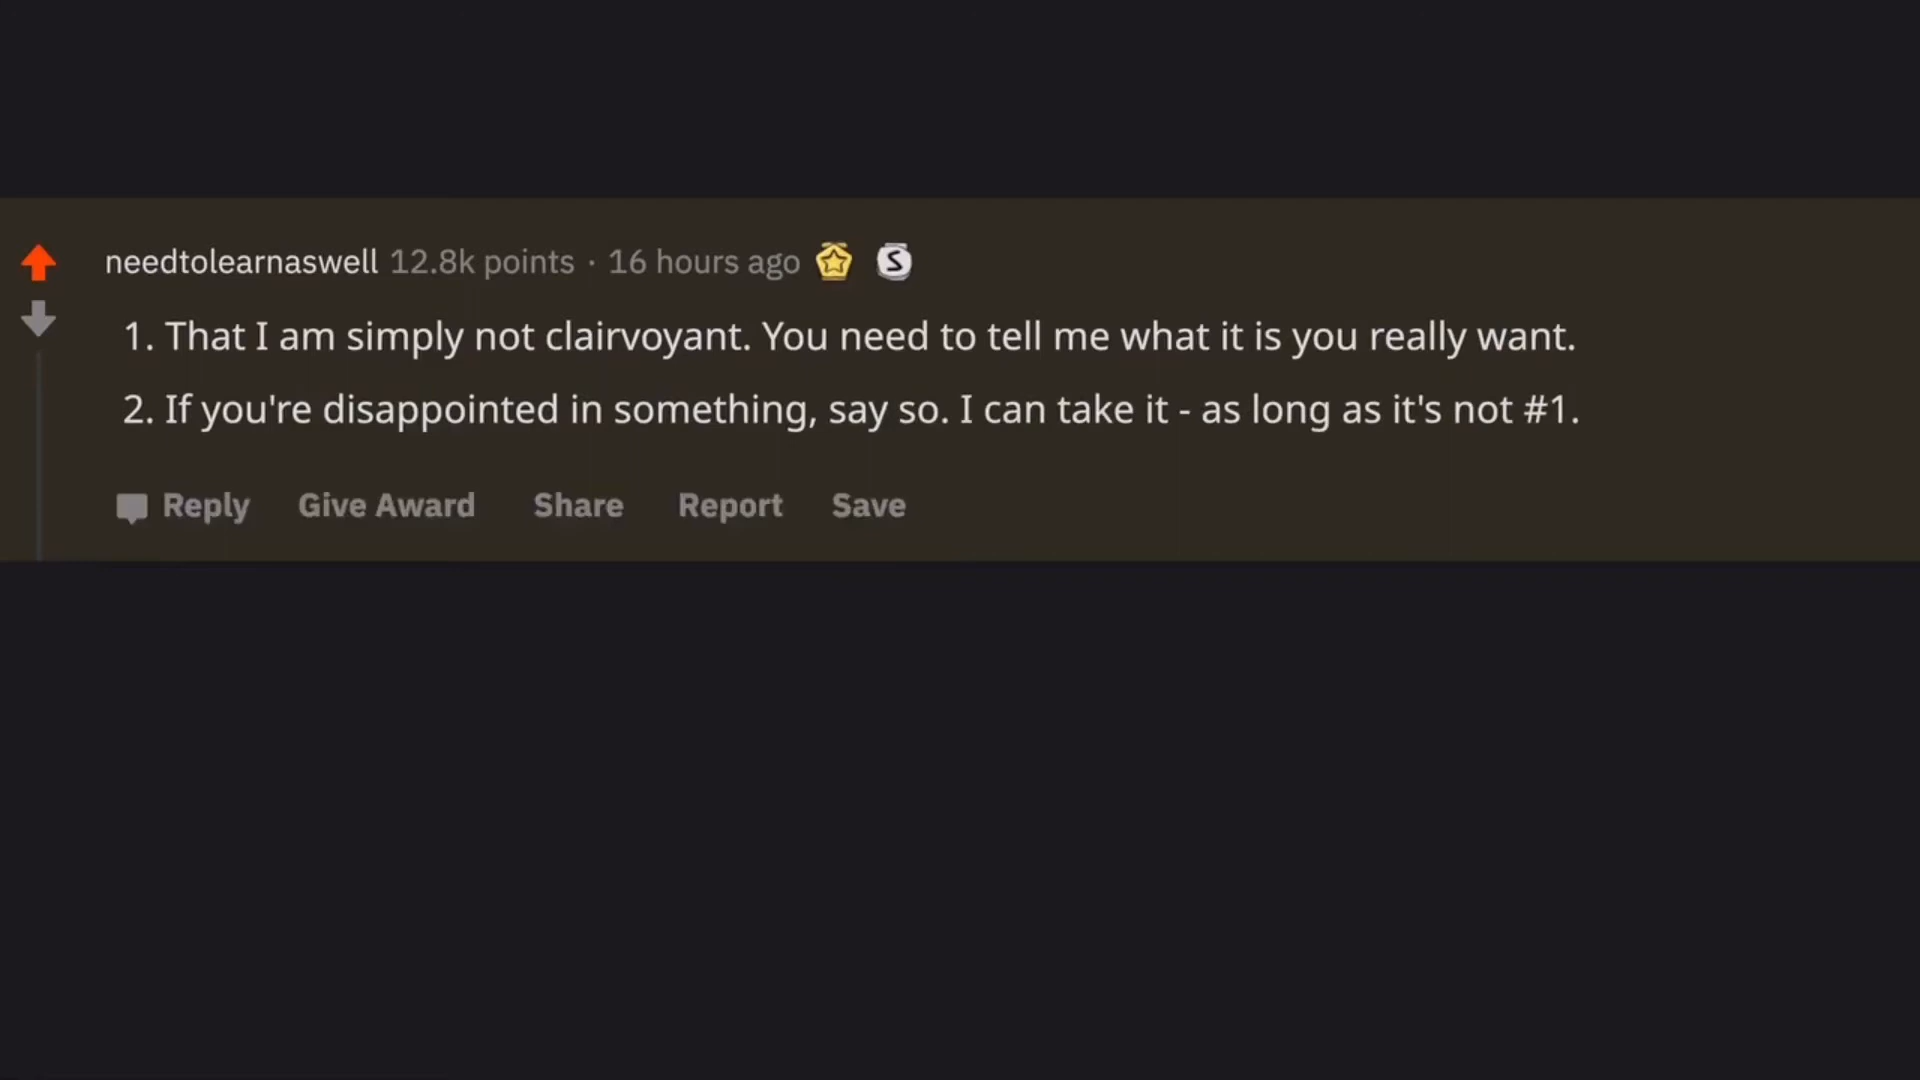 needtolearnaswell 12.8k points · 16 hours ago S
1. That I am simply not clairvoyant. You need to tell me what it is you really want.
2. If you're disappointed in something, say so. I can take it - as long as it's not #1.
Reply Give Award Share Report Save